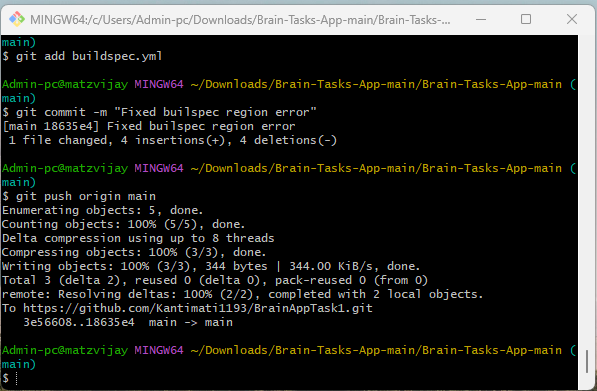 MINGW64:/c/Users/Admin-pc/Downloads/Brain-Tasks-App-main/Brain-Tasks-...
main)
$ git add buildspec.yml
Admin-pc@matzvijay MINGW64 ~/Downloads/Brain-Tasks-App-main/Brain-Tasks-App-main (
main)
$ git commit -m "Fixed builspec region error"
[main 18635e4] Fixed builspec region error
1 file changed, 4 insertions(+), 4 deletions(-)
Admin-pc@matzvijay MINGW64 ~/Downloads/Brain-Tasks-App-main/Brain-Tasks-App-main (
main)
$ git push origin main
Enumerating objects: 5, done.
Counting objects: 100% (5/5), done.
Delta compression using up to 8 threads
Compressing objects: 100% (3/3), done.
Writing objects: 100% (3/3), 344 bytes | 344.00 KiB/s, done.
Total 3 (delta 2), reused 0 (delta 0), pack-reused 0 (from 0)
remote: Resolving deltas: 100% (2/2), completed with 2 local objects.
To https://github.com/Kantimati1193/BrainAppTask1.git
3e56608..18635e4  main -> main
Admin-pc@matzvijay MINGW64 ~/Downloads/Brain-Tasks-App-main/Brain-Tasks-App-main (
main)
$